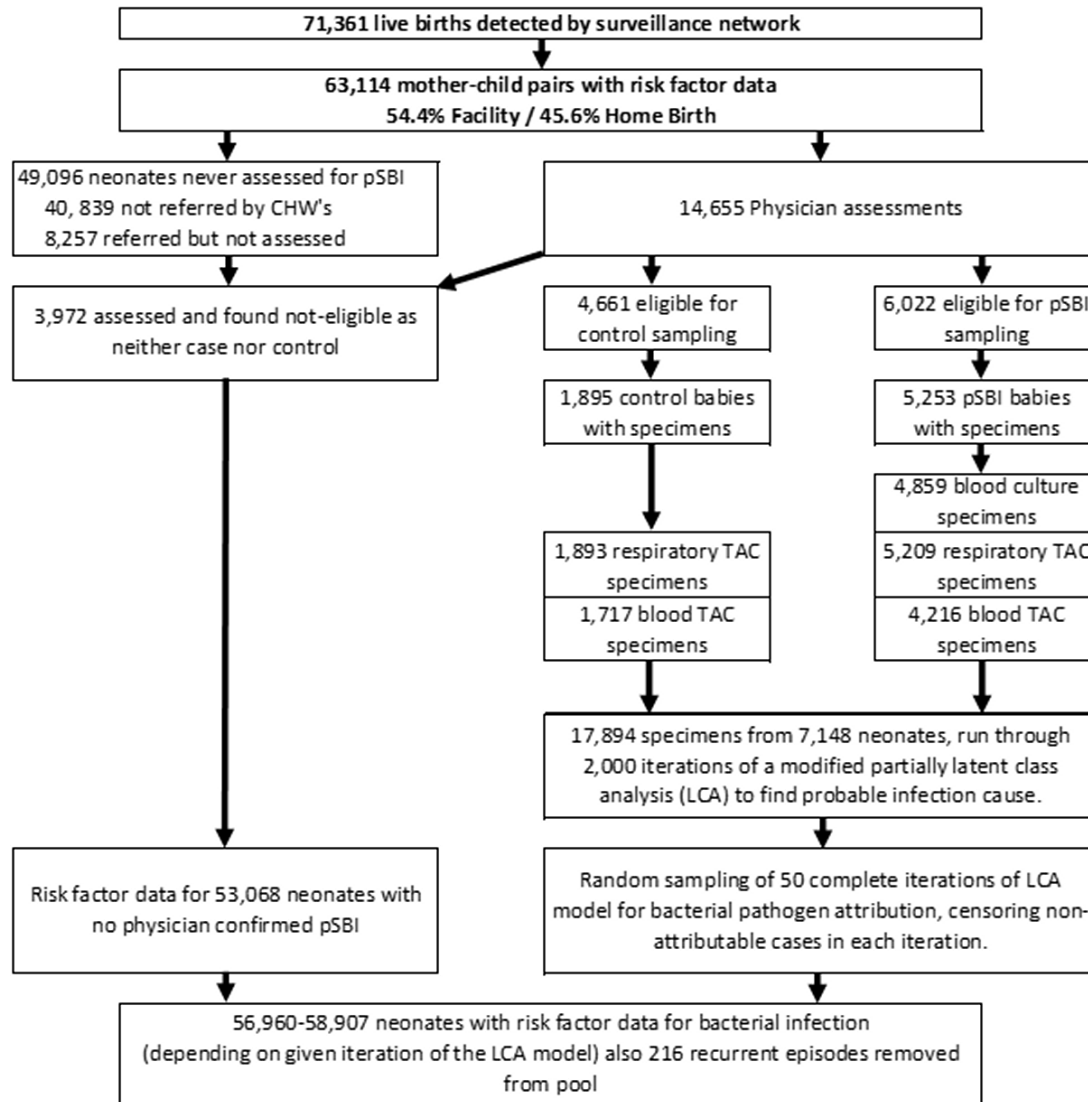 71,361 live births detected by surveillance network
63,114 mother-child pairs with risk factor data
54.4% Facility / 45.6% Home Birth
49,096 neonates never assessed for pSBI
40, 839 not referred by CHW's
8,257 referred but not assessed
14,655 Physician assessments
3,972 assessed and found not-eligible as
neither case nor control
4,661 eligible for
control sampling
6,022 eligible for pSBI
sampling
1,895 control babies
with specimens
5,253 pSBI babies
with specimens
4,859 blood culture
specimens
1,893 respiratory TAC
specimens
5,209 respiratory TAC
specimens
1,717 blood TAC
specimens
4,216 blood TAC
specimens
17,894 specimens from 7,148 neonates, run through
2,000 iterations of a modified partially latent class
analysis (LCA) to find probable infection cause.
Risk factor data for 53,068 neonates with
no physician confirmed pSBI
Random sampling of 50 complete iterations of LCA
model for bacterial pathogen attribution, censoring non-
attributable cases in each iteration.
56,960-58,907 neonates with risk factor data for bacterial infection
(depending on given iteration of the LCA model) also 216 recurrent episodes removed
from pool